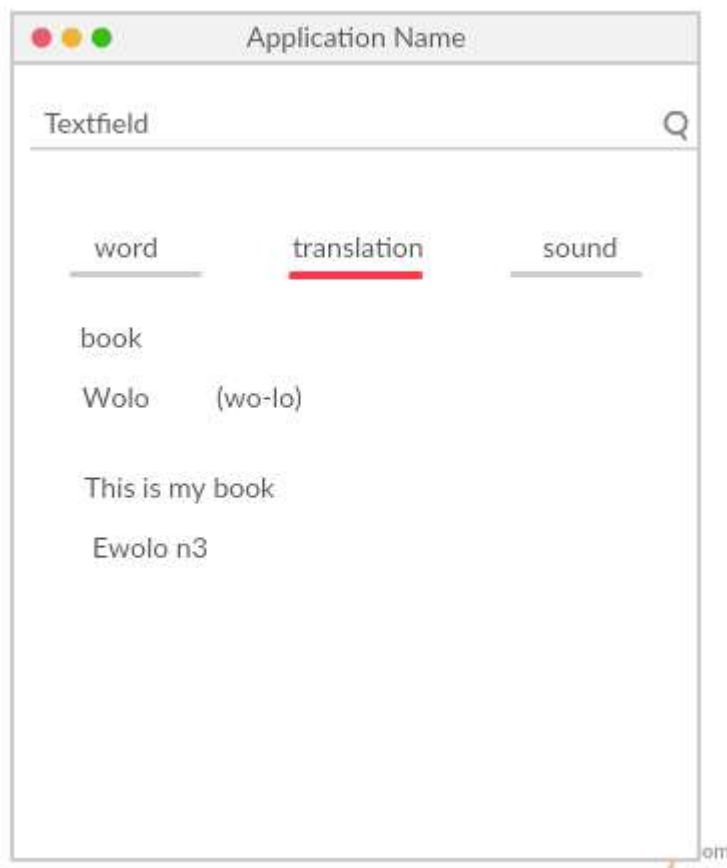 Application Name
Textfield
word translation sound
book
Wolo (wo-lo)
This is my book
Ewolo n3